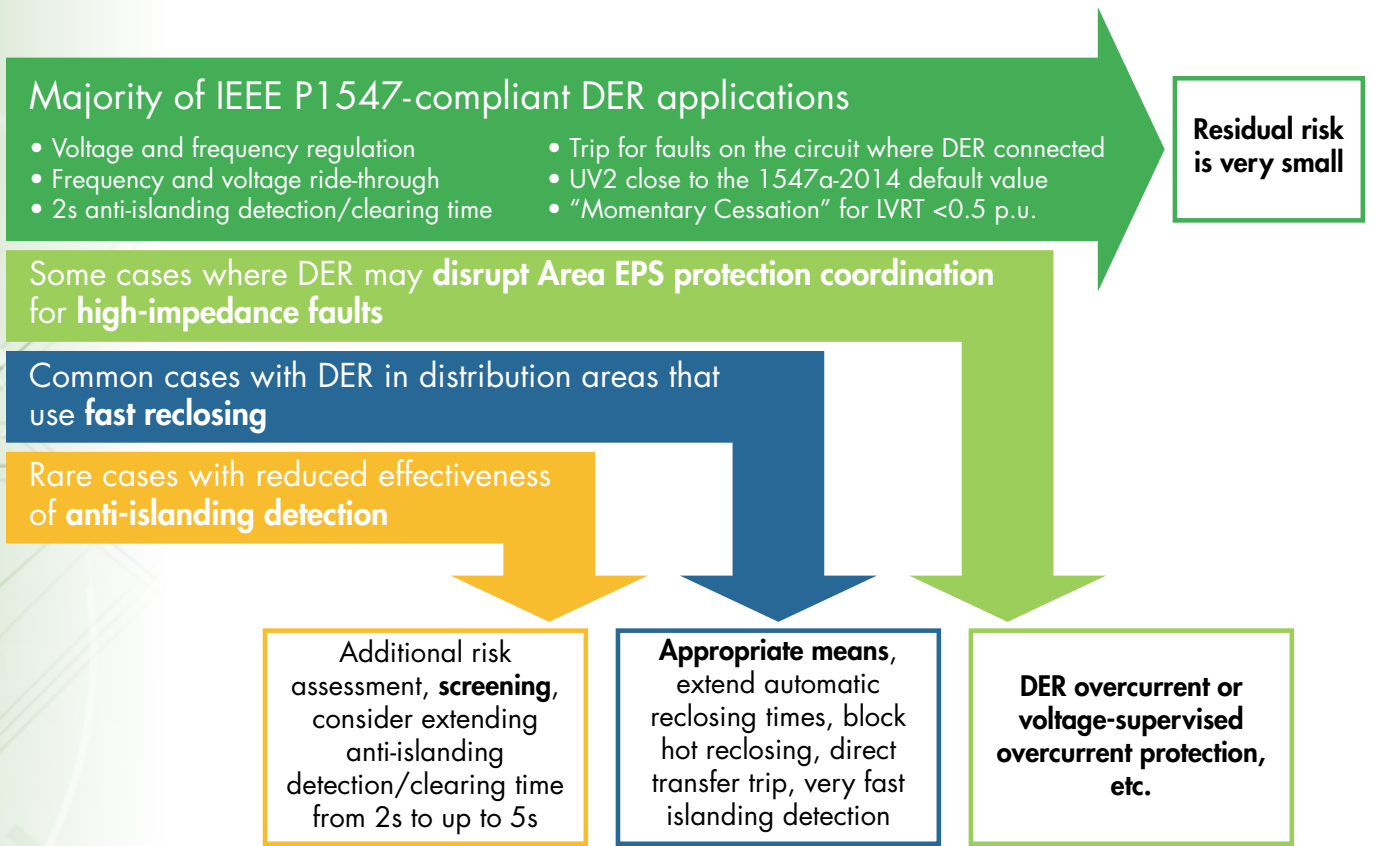 Majority of IEEE P1547-compliant DER applications
• Voltage and frequency regulation
• Frequency and voltage ride-through
• 2s anti-islanding detection/clearing time
• Trip for faults on the circuit where DER connected
• UV2 close to the 1547a-2014 default value
• “Momentary Cessation” for LVRT <0.5 p.u.
Residual risk
is very small
Some cases where DER may disrupt Area EPS protection coordination
for high-impedance faults
Common cases with DER in distribution areas that
use fast reclosing
Rare cases with reduced effectiveness
of anti-islanding detection
Additional risk
assessment, screening,
consider extending
anti-islanding
detection/clearing time
from 2s to up to 5s
Appropriate means,
extend automatic
reclosing times, block
hot reclosing, direct
transfer trip, very fast
islanding detection
DER overcurrent or
voltage-supervised
overcurrent protection,
etc.